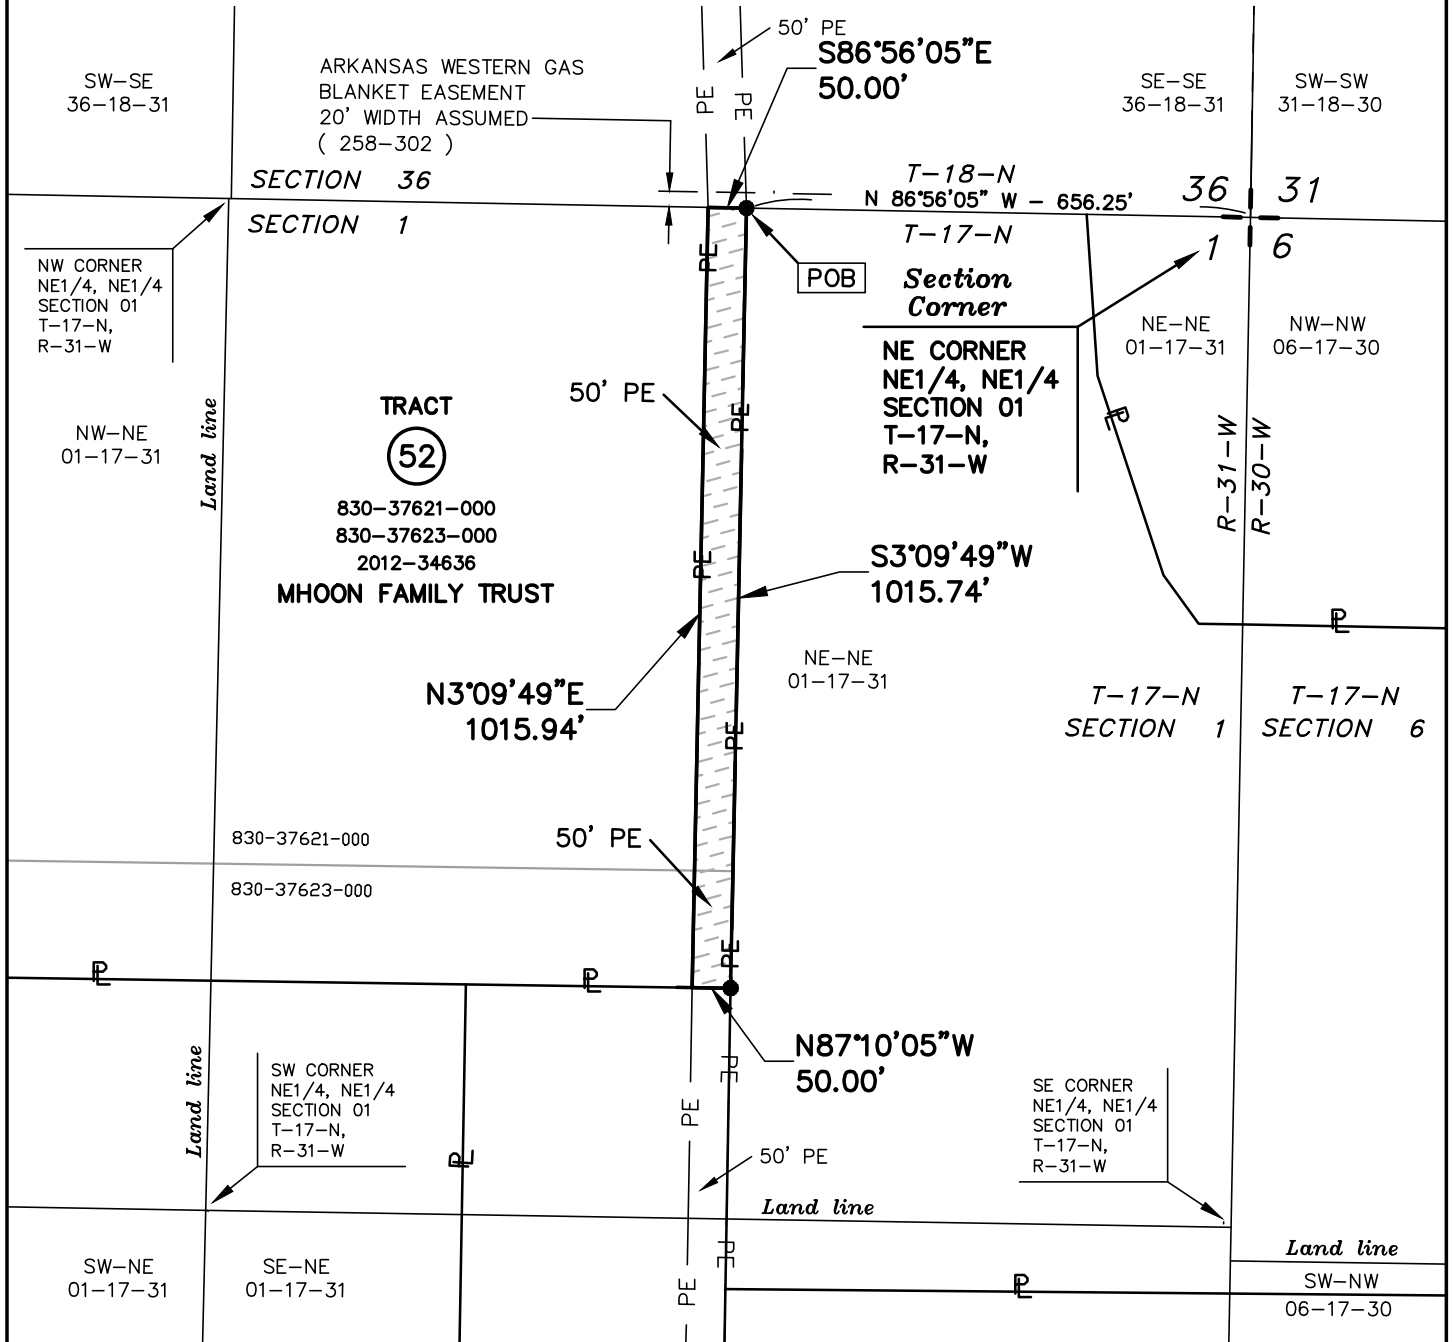 50' PE
S86°56'05"E
50.00'
ARKANSAS WESTERN GAS
BLANKET EASEMENT
20' WIDTH ASSUMED
( 258-302 )
SW-SE
36-18-31
SE-SE
36-18-31
SW-SW
31-18-30
PE
PE
SECTION 36
SECTION 1
T-18-N
N 86°56'05" W - 656.25'
T-17-N
36
31
1
6
NW CORNER
NE1/4, NE1/4
SECTION 01
T-17-N,
R-31-W
PE
POB
Section
Corner
NE CORNER
NE1/4, NE1/4
SECTION 01
T-17-N,
R-31-W
NE-NE
01-17-31
NW-NW
06-17-30
50' PE
PE
PL
TRACT
52
830-37621-000
830-37623-000
2012-34636
MHOON FAMILY TRUST
NW-NE
01-17-31
Land line
R-31-W
R-30-W
PE
S3°09'49"W
1015.74'
PL
NE-NE
01-17-31
N3°09'49"E
1015.94'
PE
T-17-N
SECTION 1
T-17-N
SECTION 6
830-37621-000
50' PE
830-37623-000
PE
PL
PL
N87°10'05"W
50.00'
PE
PE
Land line
SW CORNER
NE1/4, NE1/4
SECTION 01
T-17-N,
R-31-W
PL
SE CORNER
NE1/4, NE1/4
SECTION 01
T-17-N,
R-31-W
50' PE
Land line
PE
PE
SW-NE
01-17-31
SE-NE
01-17-31
PL
Land line
SW-NW
06-17-30